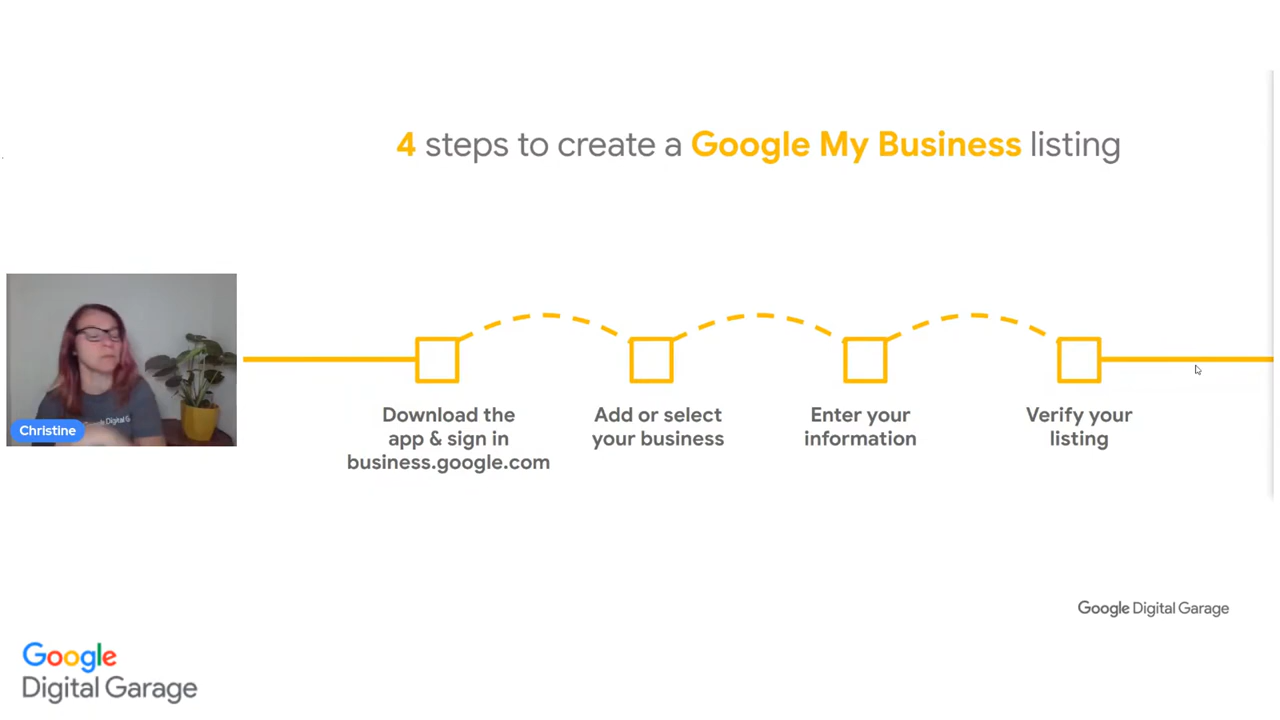 4 steps to create a Google My Business listing
Download the
app & sign in
business.google.com
Add or select
your business
Enter your
information
Verify your
listing
Christine
Google Digital Garage
Google
Digital Garage